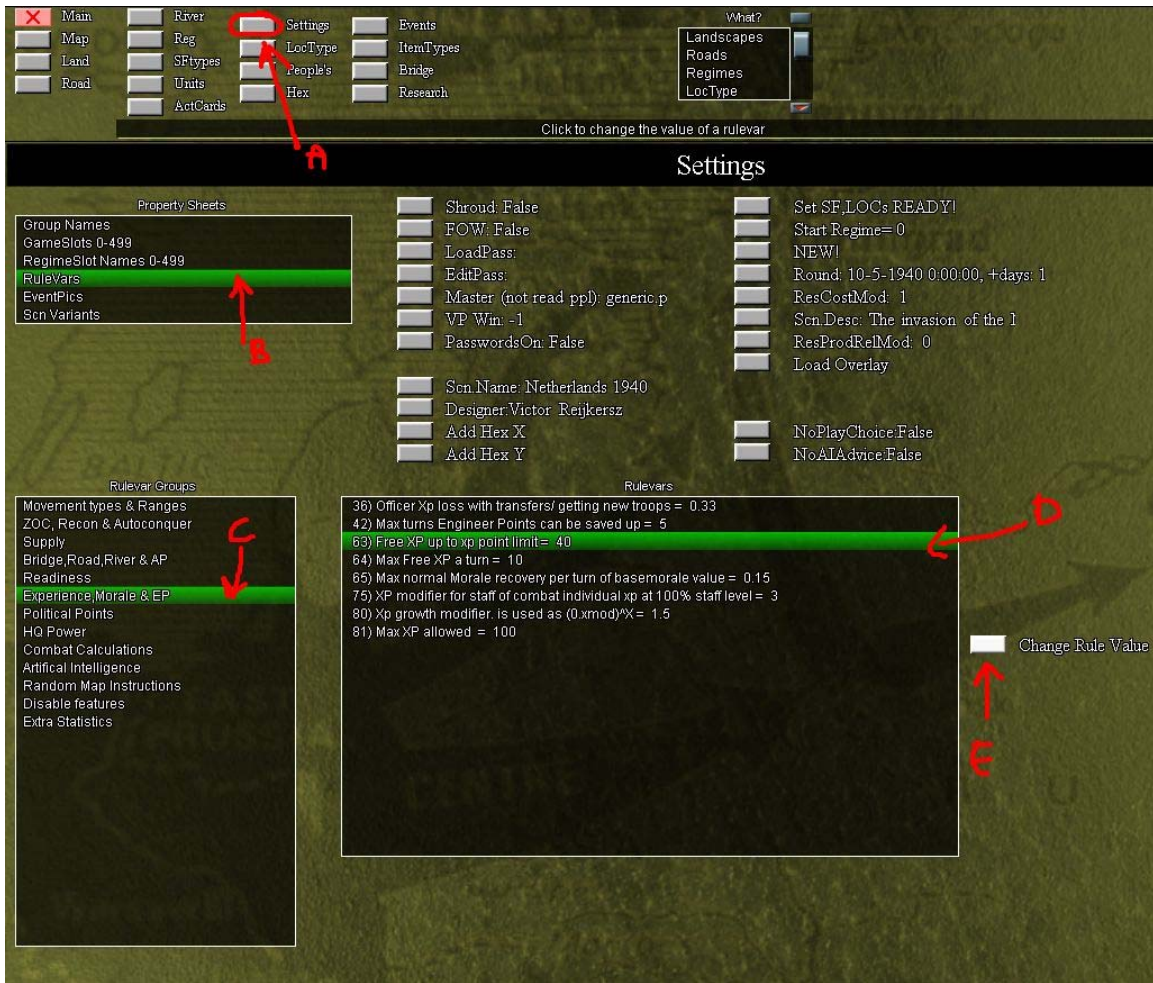 Main River Settings Events What?
Map Reg LocType ItemTypes Landscapes
Land SFtypes People's Bridge Roads
Road Units Hex Research Regimes
ActCards LocType
A
Click to change the value of a rulevar
Settings
Property Sheets
Group Names
GameSlots 0-499
RegimeSlot Names 0-499
RuleVars
EventPics
Scn Variants
B
Shroud: False
FOW: False
LoadPass:
EditPass:
Master (not read ppl): generic.p
VP Win: -1
PasswordsOn: False
Scn.Name: Netherlands 1940
Designer:Victor Reijkersz
Add Hex X
Add Hex Y
Set SF,LOCs READY!
Start Regime= 0
NEW!
Round: 10-5-1940 0:00:00, +days: 1
ResCostMod: 1
Scn.Desc: The invasion of the 1
ResProdRelMod: 0
Load Overlay
NoPlayChoice:False
NoAIAdvice:False
Rulevar Groups
Movement types & Ranges
ZOC, Recon & Autoconquer
Supply
Bridge,Road,River & AP
Readiness
Experience,Morale & EP
Political Points
HQ Power
Combat Calculations
Artifical Intelligence
Random Map Instructions
Disable features
Extra Statistics
C
Rulevars
36) Officer Xp loss with transfers/ getting new troops = 0.33
42) Max turns Engineer Points can be saved up = 5
63) Free XP up to xp point limit = 40
64) Max Free XP a turn = 10
65) Max normal Morale recovery per turn of basemorale value = 0.15
75) XP modifier for staff of combat individual xp at 100% staff level = 3
80) Xp growth modifier. is used as (0.xmod)^X = 1.5
81) Max XP allowed = 100
D
Change Rule Value
E